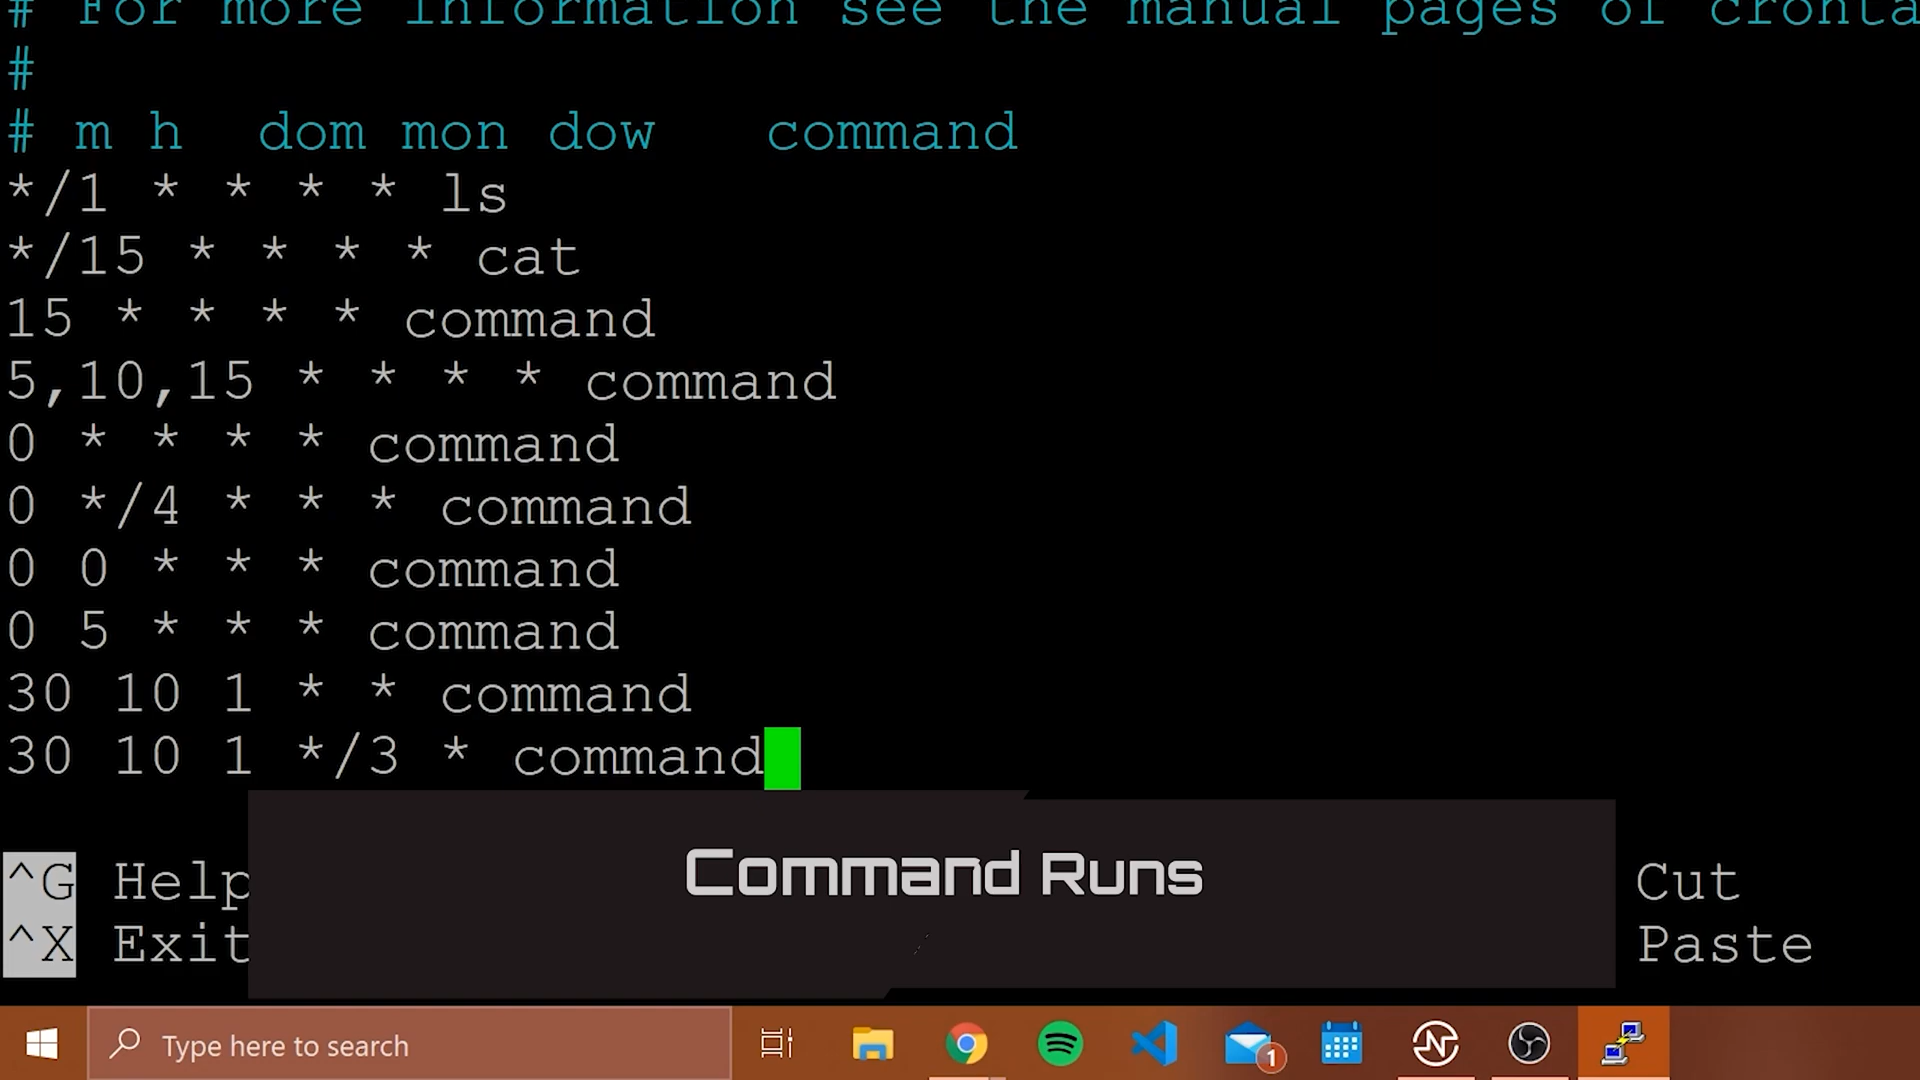 # For more information see the manual pages of cronta
#
# m h  dom mon dow   command
*/1 * * * * ls
*/15 * * * * cat
15 * * * * command
5,10,15 * * * * command
0 * * * * command
0 */4 * * * command
0 0 * * * command
0 5 * * * command
30 10 1 * * command
30 10 1 */3 * command
Command Runs
^G Help Cut
^X Exit Paste
Type here to search
1